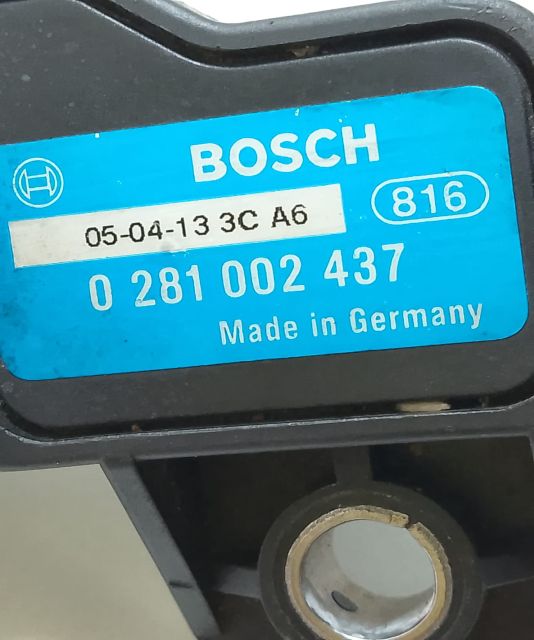 BOSCH
05-04-13 3C A6
816
0 281 002 437
Made in Germany